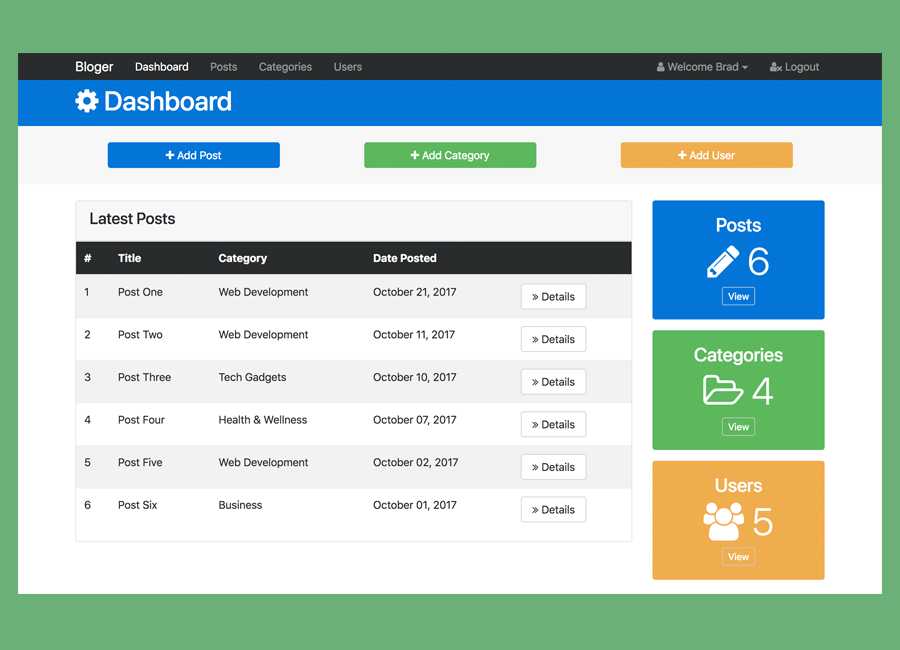 Bloger Dashboard Posts Categories Users Welcome Brad Logout
Dashboard
Add Post Add Category Add User
Latest Posts
# Title Category Date Posted
1 Post One Web Development October 21, 2017 » Details
2 Post Two Web Development October 11, 2017 » Details
3 Post Three Tech Gadgets October 10, 2017 » Details
4 Post Four Health & Wellness October 07, 2017 » Details
5 Post Five Web Development October 02, 2017 » Details
6 Post Six Business October 01, 2017 » Details
Posts
6
View
Categories
4
View
Users
5
View